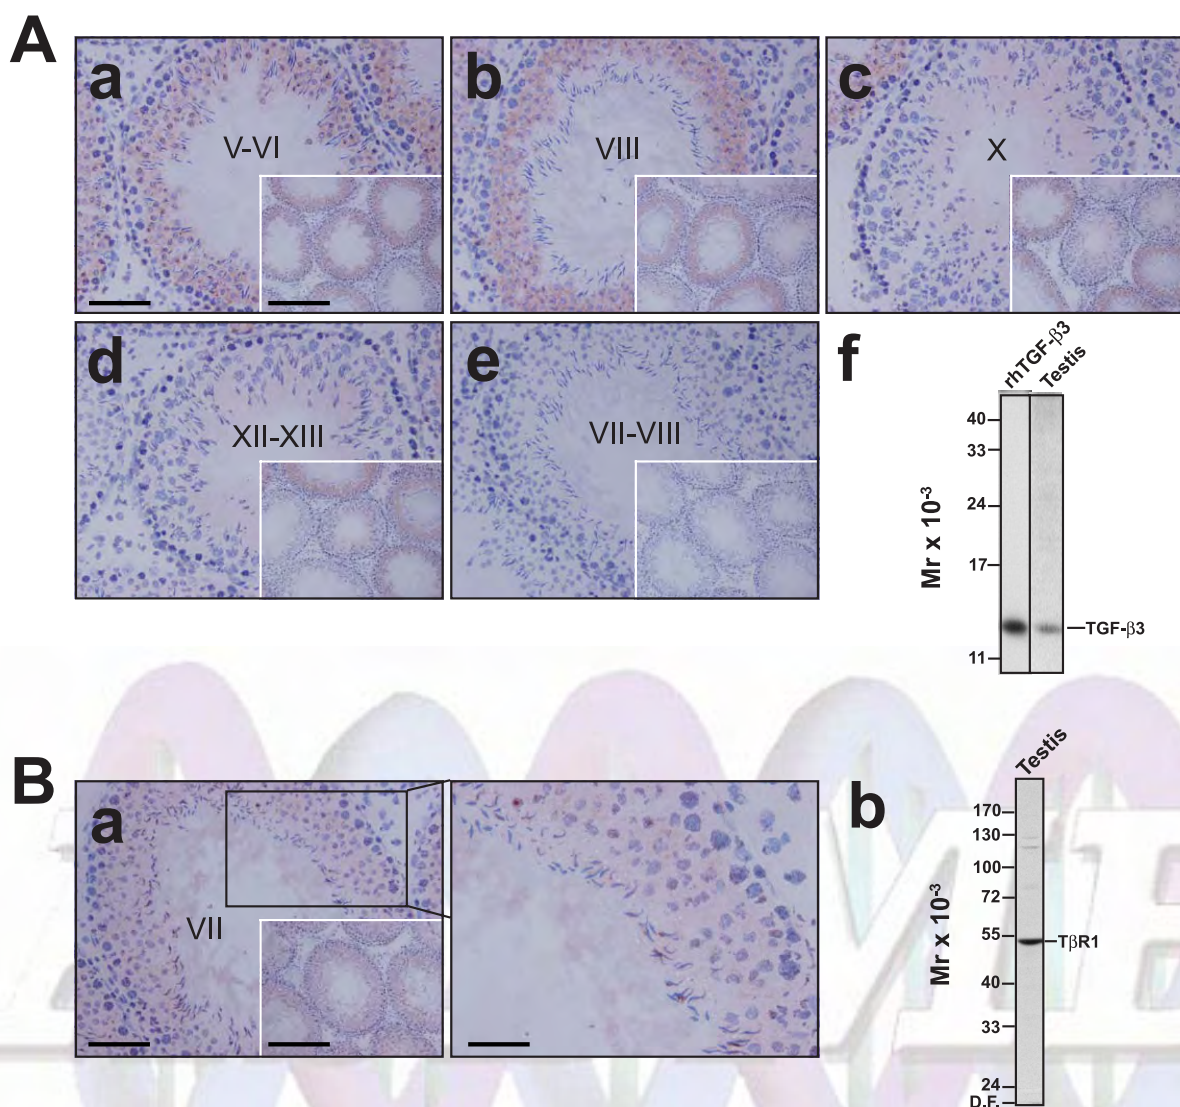 A
a
V-VI
b
VIII
c
X
d
XII-XIII
e
VII-VIII
f
rhTGF-β3
Testis
Mr x 10-3
40
33
24
17
11
TGF-β3
B
a
VII
b
Testis
Mr x 10-3
170
130
100
72
55
40
33
24
D.F.
TβR1